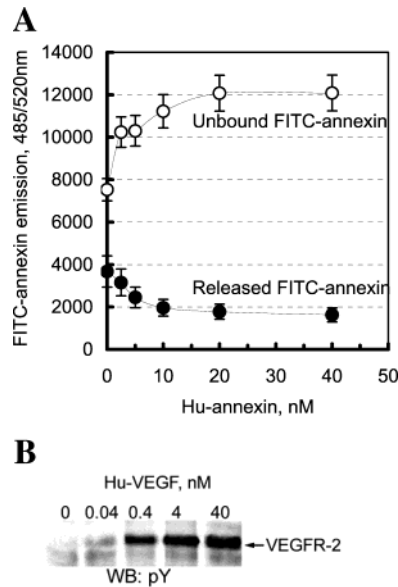 A
FITC-annexin emission, 485/520nm
14000
12000
10000
8000
6000
4000
2000
0
Unbound FITC-annexin
Released FITC-annexin
0 10 20 30 40 50
Hu-annexin, nM
B
Hu-VEGF, nM
0 0.04 0.4 4 40
VEGFR-2
WB: pY